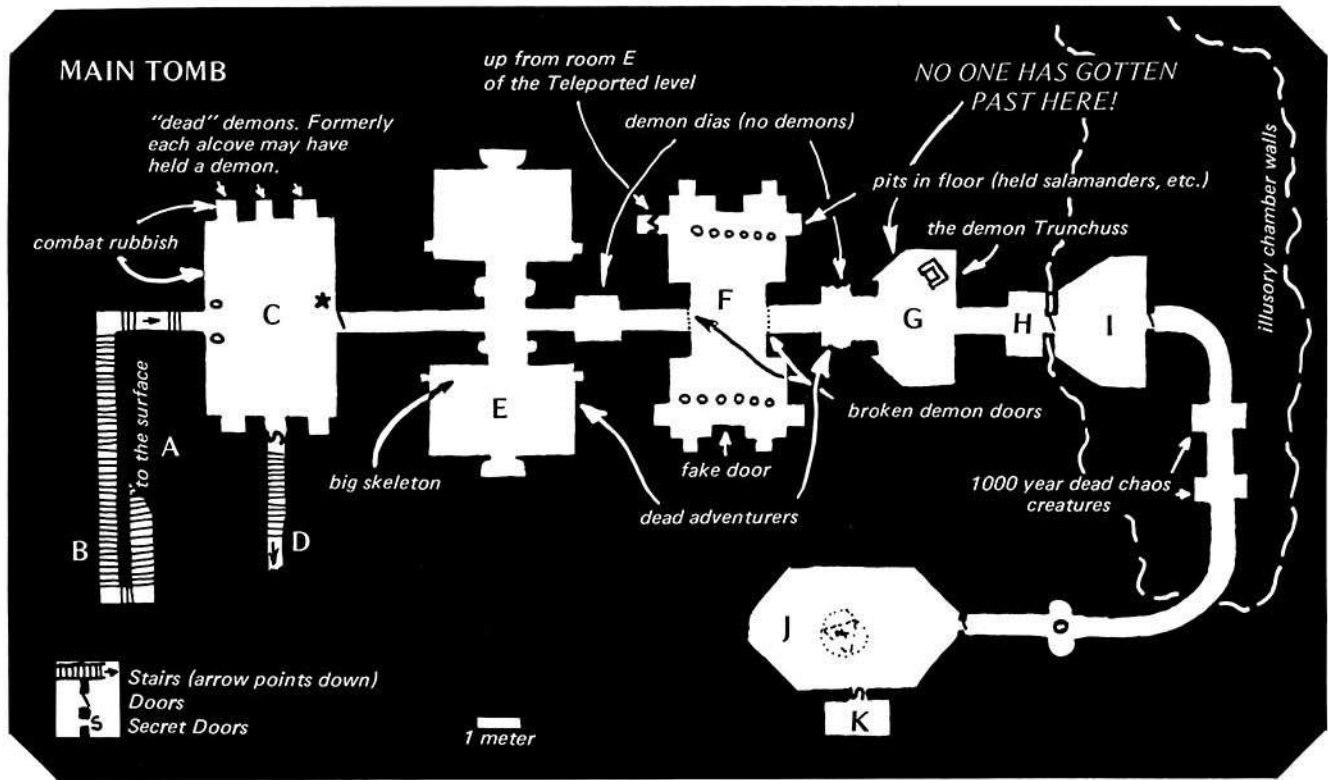 MAIN TOMB
up from room E
of the Teleported level
NO ONE HAS GOTTEN
PAST HERE!
"dead" demons. Formerly
each alcove may have
held a demon.
demon dias (no demons)
pits in floor (held salamanders, etc.)
combat rubbish
the demon Trunchuss
illusory chamber walls
C
F
G
H
I
E
A
to the surface
broken demon doors
fake door
big skeleton
dead adventurers
1000 year dead chaos
creatures
B
D
S
J
S
K
Stairs (arrow points down)
Doors
S
Secret Doors
1 meter